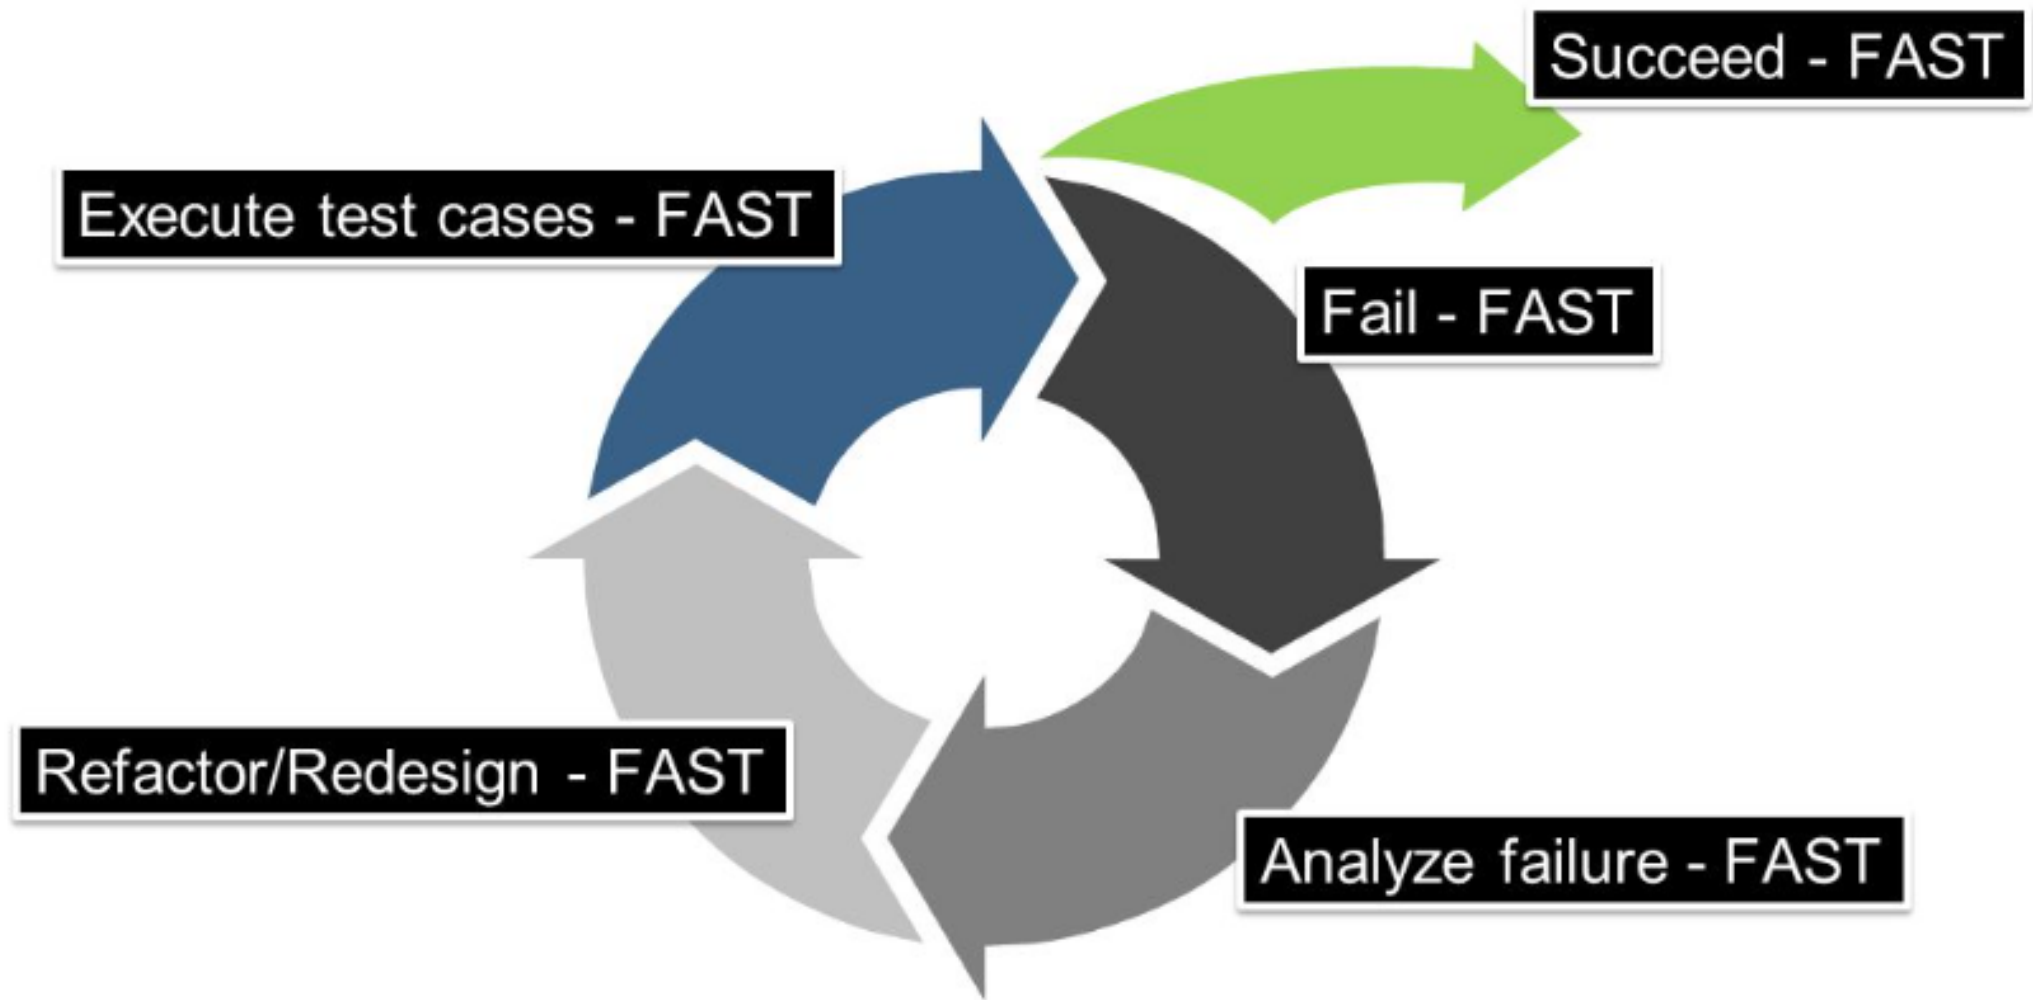 Succeed - FAST
Execute test cases - FAST
Fail - FAST
Refactor/Redesign - FAST
Analyze failure - FAST